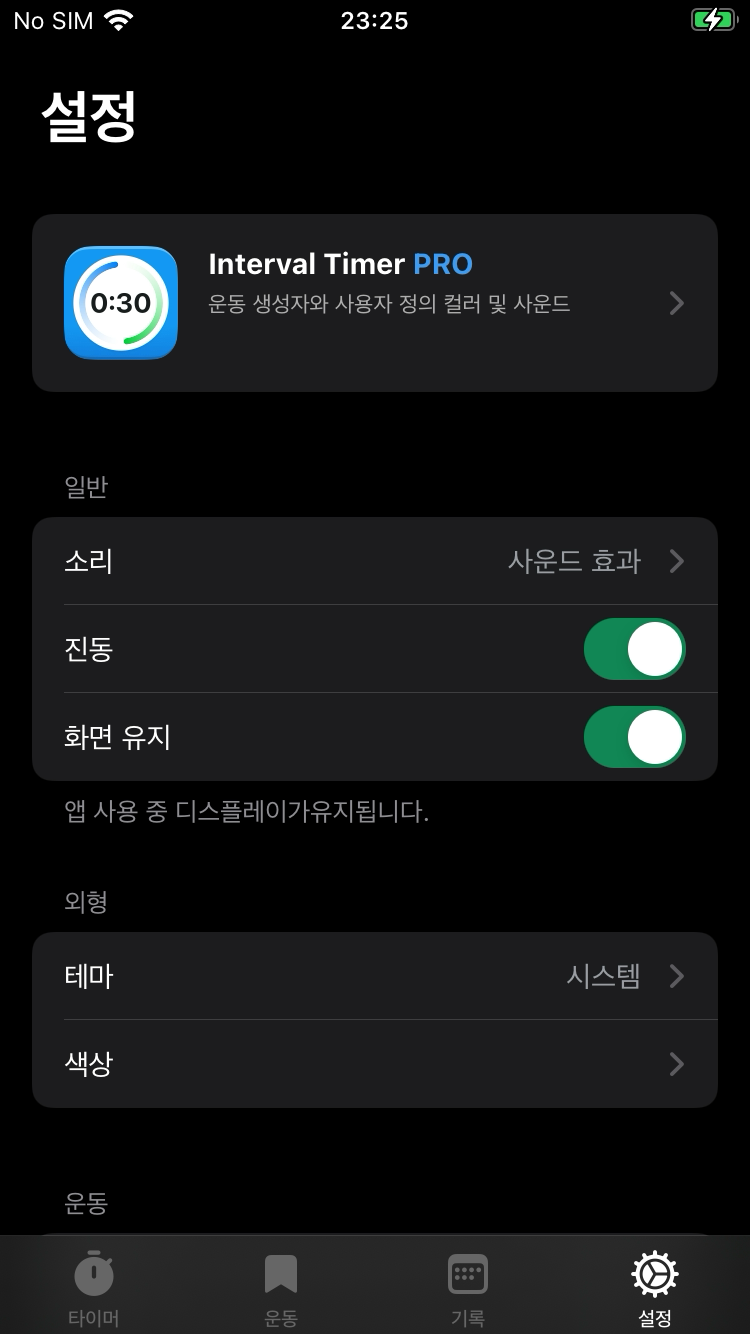 No SIM 23:25
설정
0:30
Interval Timer PRO
운동 생성자와 사용자 정의 컬러 및 사운드
일반
소리 사운드 효과
진동
화면 유지
앱 사용 중 디스플레이가유지됩니다.
외형
테마 시스템
색상
운동
타이머 운동 기록 설정